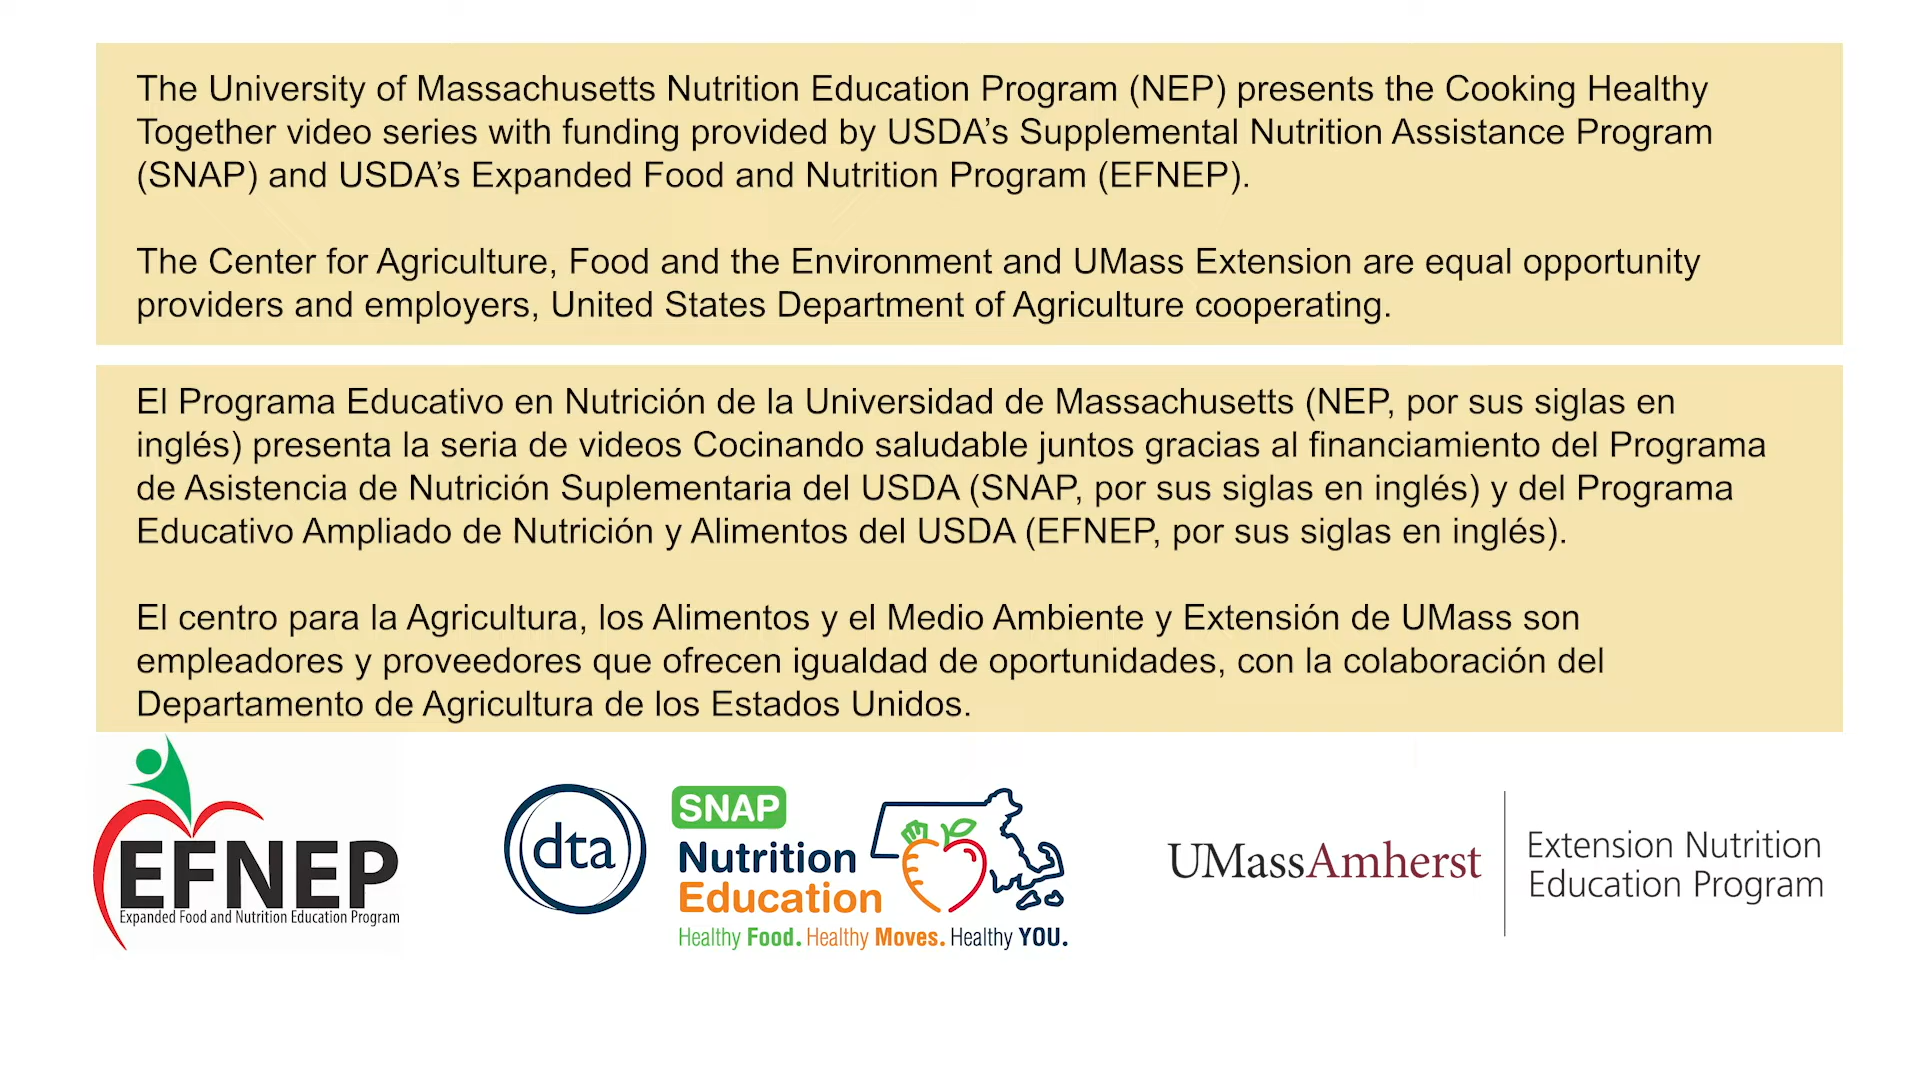 The University of Massachusetts Nutrition Education Program (NEP) presents the Cooking Healthy
Together video series with funding provided by USDA’s Supplemental Nutrition Assistance Program
(SNAP) and USDA’s Expanded Food and Nutrition Program (EFNEP).
The Center for Agriculture, Food and the Environment and UMass Extension are equal opportunity
providers and employers, United States Department of Agriculture cooperating.
El Programa Educativo en Nutrición de la Universidad de Massachusetts (NEP, por sus siglas en
inglés) presenta la seria de videos Cocinando saludable juntos gracias al financiamiento del Programa
de Asistencia de Nutrición Suplementaria del USDA (SNAP, por sus siglas en inglés) y del Programa
Educativo Ampliado de Nutrición y Alimentos del USDA (EFNEP, por sus siglas en inglés).
El centro para la Agricultura, los Alimentos y el Medio Ambiente y Extensión de UMass son
empleadores y proveedores que ofrecen igualdad de oportunidades, con la colaboración del
Departamento de Agricultura de los Estados Unidos.
EFNEP
Expanded Food and Nutrition Education Program
dta
SNAP
Nutrition
Education
Healthy Food. Healthy Moves. Healthy YOU.
UMassAmherst
Extension Nutrition
Education Program